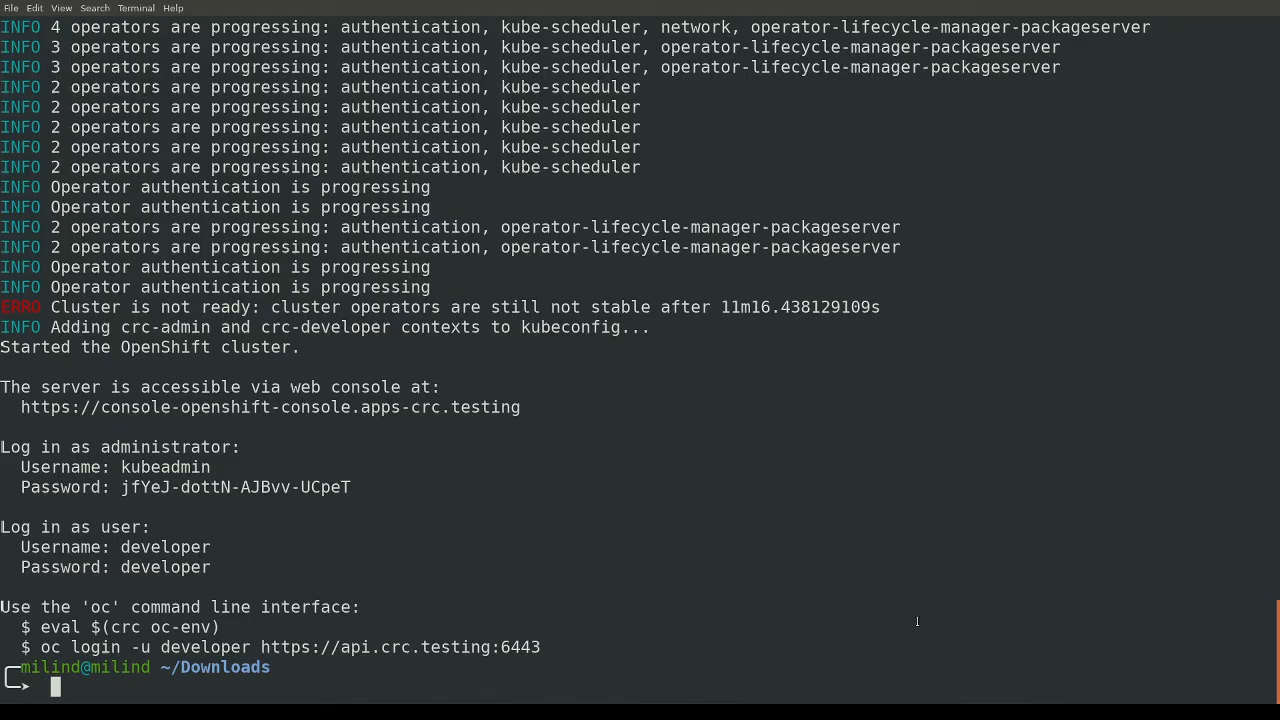 File Edit View Search Terminal Help
INFO 4 operators are progressing: authentication, kube-scheduler, network, operator-lifecycle-manager-packageserver
INFO 3 operators are progressing: authentication, kube-scheduler, operator-lifecycle-manager-packageserver
INFO 3 operators are progressing: authentication, kube-scheduler, operator-lifecycle-manager-packageserver
INFO 2 operators are progressing: authentication, kube-scheduler
INFO 2 operators are progressing: authentication, kube-scheduler
INFO 2 operators are progressing: authentication, kube-scheduler
INFO 2 operators are progressing: authentication, kube-scheduler
INFO 2 operators are progressing: authentication, kube-scheduler
INFO Operator authentication is progressing
INFO Operator authentication is progressing
INFO 2 operators are progressing: authentication, operator-lifecycle-manager-packageserver
INFO 2 operators are progressing: authentication, operator-lifecycle-manager-packageserver
INFO Operator authentication is progressing
INFO Operator authentication is progressing
ERRO Cluster is not ready: cluster operators are still not stable after 11m16.438129109s
INFO Adding crc-admin and crc-developer contexts to kubeconfig...
Started the OpenShift cluster.
The server is accessible via web console at:
https://console-openshift-console.apps-crc.testing
Log in as administrator:
Username: kubeadmin
Password: jfYeJ-dottN-AJBvv-UCpeT
Log in as user:
Username: developer
Password: developer
Use the 'oc' command line interface:
$ eval $(crc oc-env)
$ oc login -u developer https://api.crc.testing:6443
milind@milind ~/Downloads